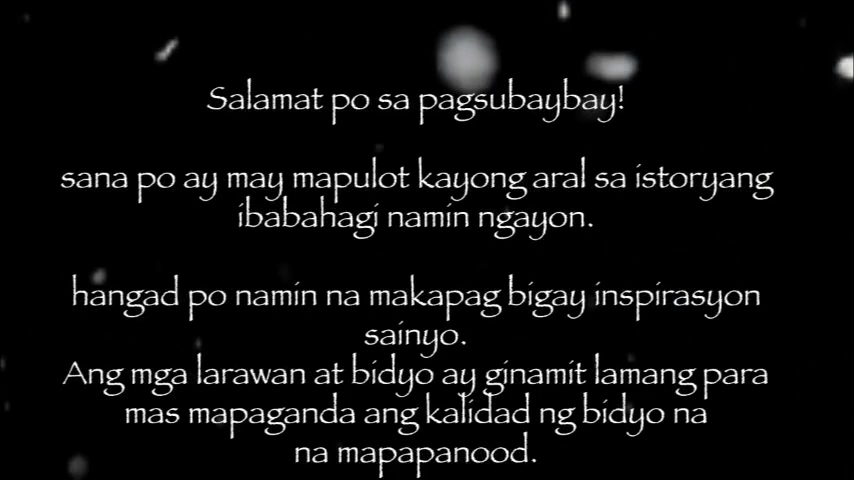 Salamat po sa pagsubaybay!
sana po ay may mapulot kayong aral sa istoryang
ibabahagi namin ngayon.
hangad po namin na makapag bigay inspirasyon
sainyo.
Ang mga larawan at bidyo ay ginamit lamang para
mas mapaganda ang kalidad ng bidyo na
na mapapanood.